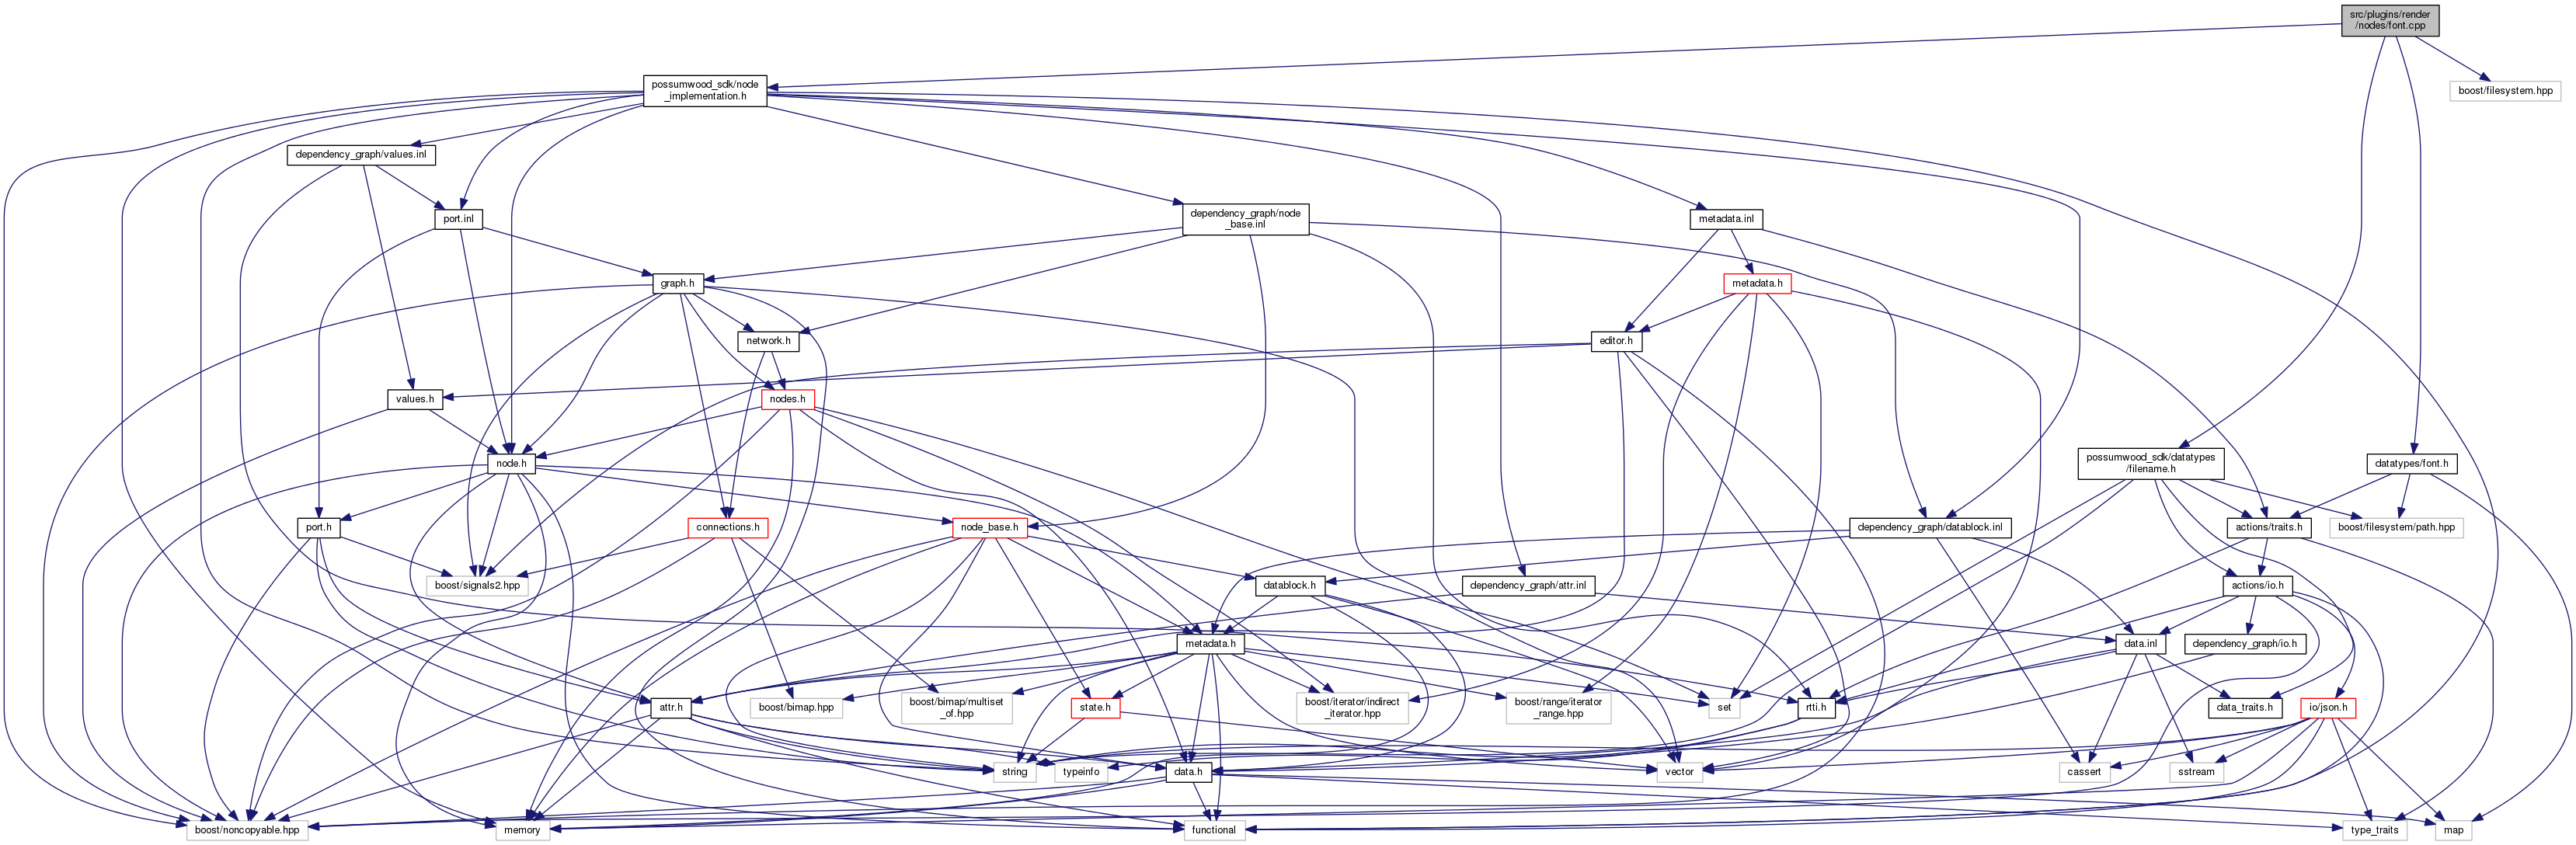 src/plugins/render
/nodes/font.cpp
possumwood_sdk/node
_implementation.h
boost/filesystem.hpp
dependency_graph/values.inl
port.inl
dependency_graph/node
_base.inl
metadata.inl
graph.h
metadata.h
network.h
editor.h
values.h
nodes.h
node.h
possumwood_sdk/datatypes
/filename.h
datatypes/font.h
port.h
connections.h
node_base.h
dependency_graph/datablock.inl
actions/traits.h
boost/filesystem/path.hpp
boost/signals2.hpp
datablock.h
dependency_graph/attr.inl
actions/io.h
metadata.h
data.inl
dependency_graph/io.h
attr.h
boost/bimap.hpp
boost/bimap/multiset
_of.hpp
state.h
boost/iterator/indirect
_iterator.hpp
boost/range/iterator
_range.hpp
set
rtti.h
data_traits.h
io/json.h
string
typeinfo
data.h
vector
cassert
sstream
boost/noncopyable.hpp
memory
functional
type_traits
map